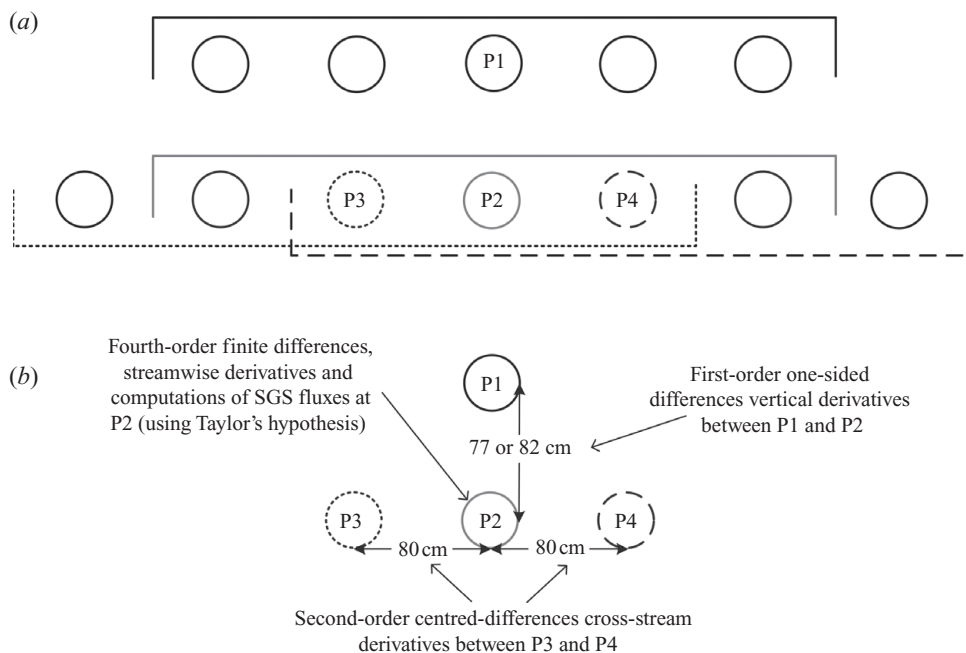 (a)
P1
P3
P2
P4
(b)
Fourth-order finite differences,
streamwise derivatives and
computations of SGS fluxes at
P2 (using Taylor's hypothesis)
P1
First-order one-sided
differences vertical derivatives
between P1 and P2
77 or 82 cm
P3
P2
P4
80 cm
80 cm
Second-order centred-differences cross-stream
derivatives between P3 and P4